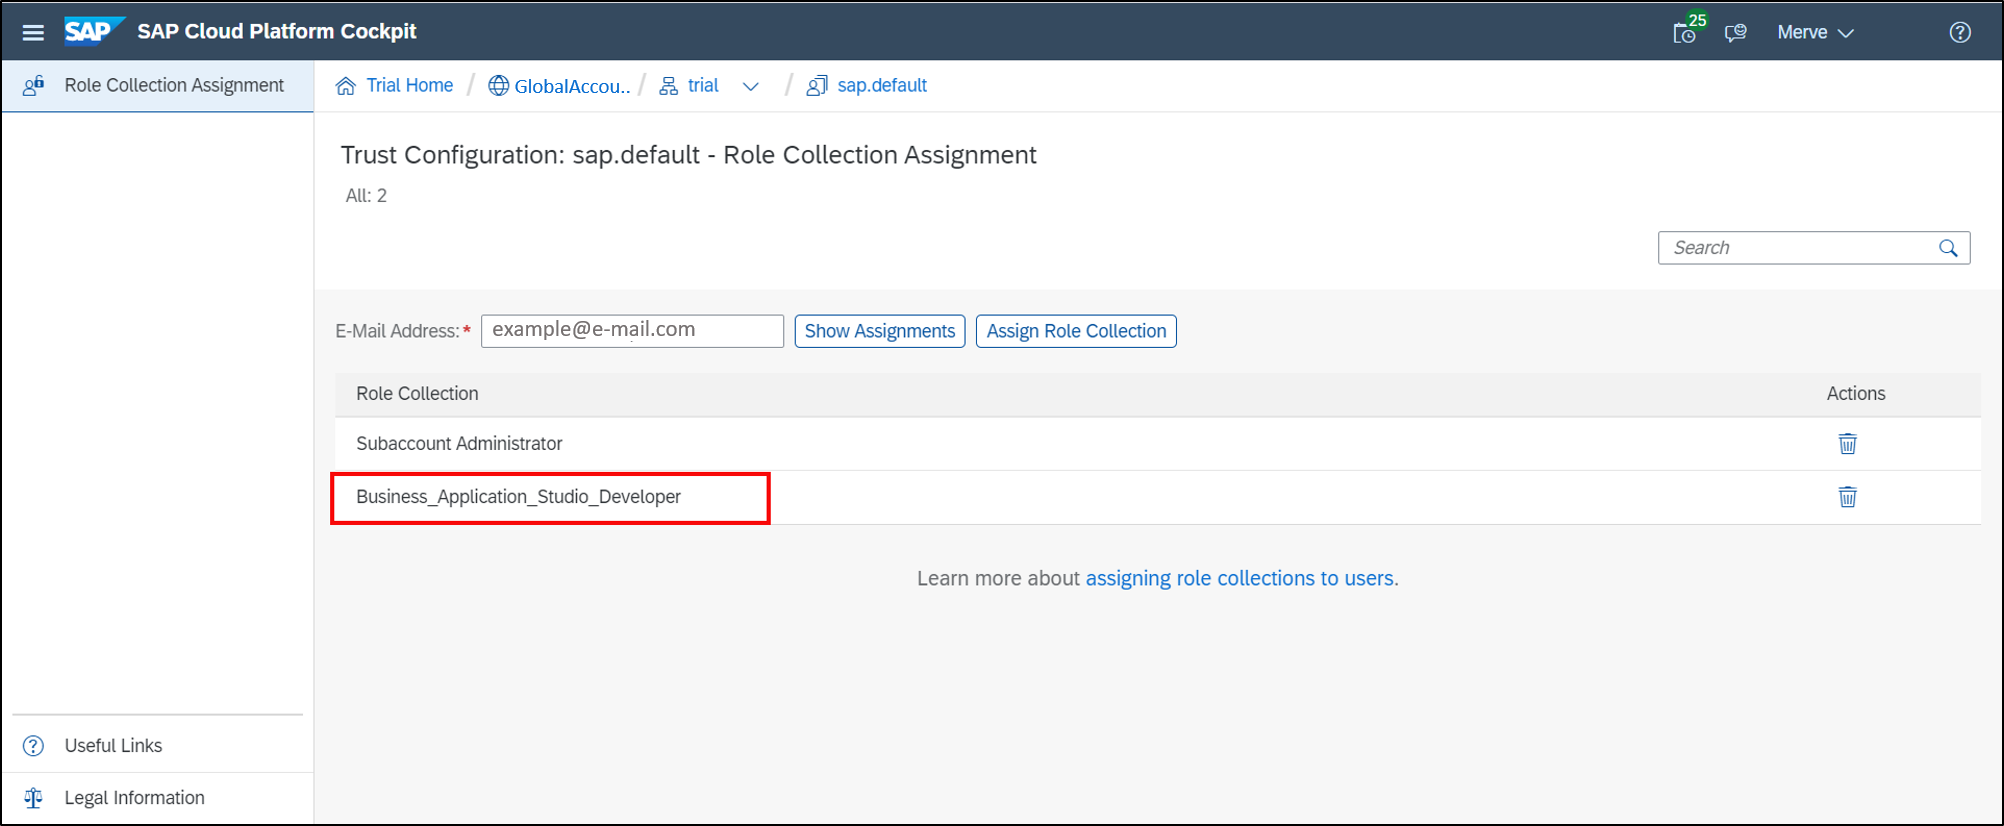 SAP SAP Cloud Platform Cockpit 25 Merve
Role Collection Assignment
Trial Home / GlobalAccou.. / trial / sap.default
Trust Configuration: sap.default - Role Collection Assignment
All: 2
Search
E-Mail Address:* example@e-mail.com Show Assignments Assign Role Collection
Role Collection Actions
Subaccount Administrator
Business_Application_Studio_Developer
Learn more about assigning role collections to users.
Useful Links
Legal Information